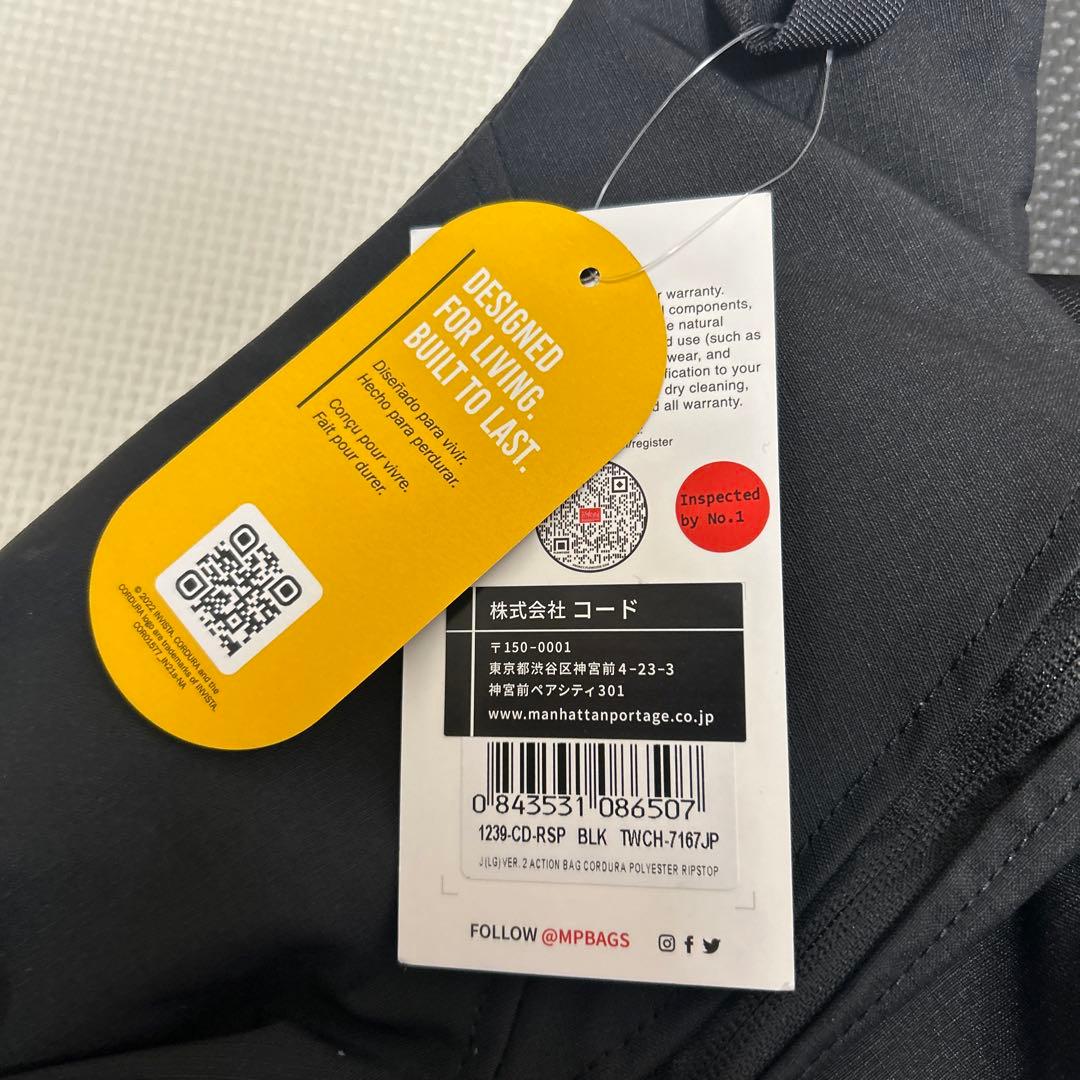 DESIGNED
FOR LIVING.
BUILT TO LAST.
Diseñado para vivir.
Hecho para perdurar.
Conçu pour vivre.
Fait pour durer.
© 2022 INVISTA. CORDURA and the
CORDURA logo are trademarks of INVISTA.
COR01577_IN21a-NA
warranty.
components,
natural
use (such as
wear, and
fication to your
dry cleaning,
all warranty.
/register
Inspected
by No.1
株式会社 コード
〒150-0001
東京都渋谷区神宮前4-23-3
神宮前ペアシティ301
www.manhattanportage.co.jp
0 843531 086507
1239-CD-RSP BLK TWCH-7167JP
J(LG)VER. 2 ACTION BAG CORDURA POLYESTER RIPSTOP
FOLLOW @MPBAGS